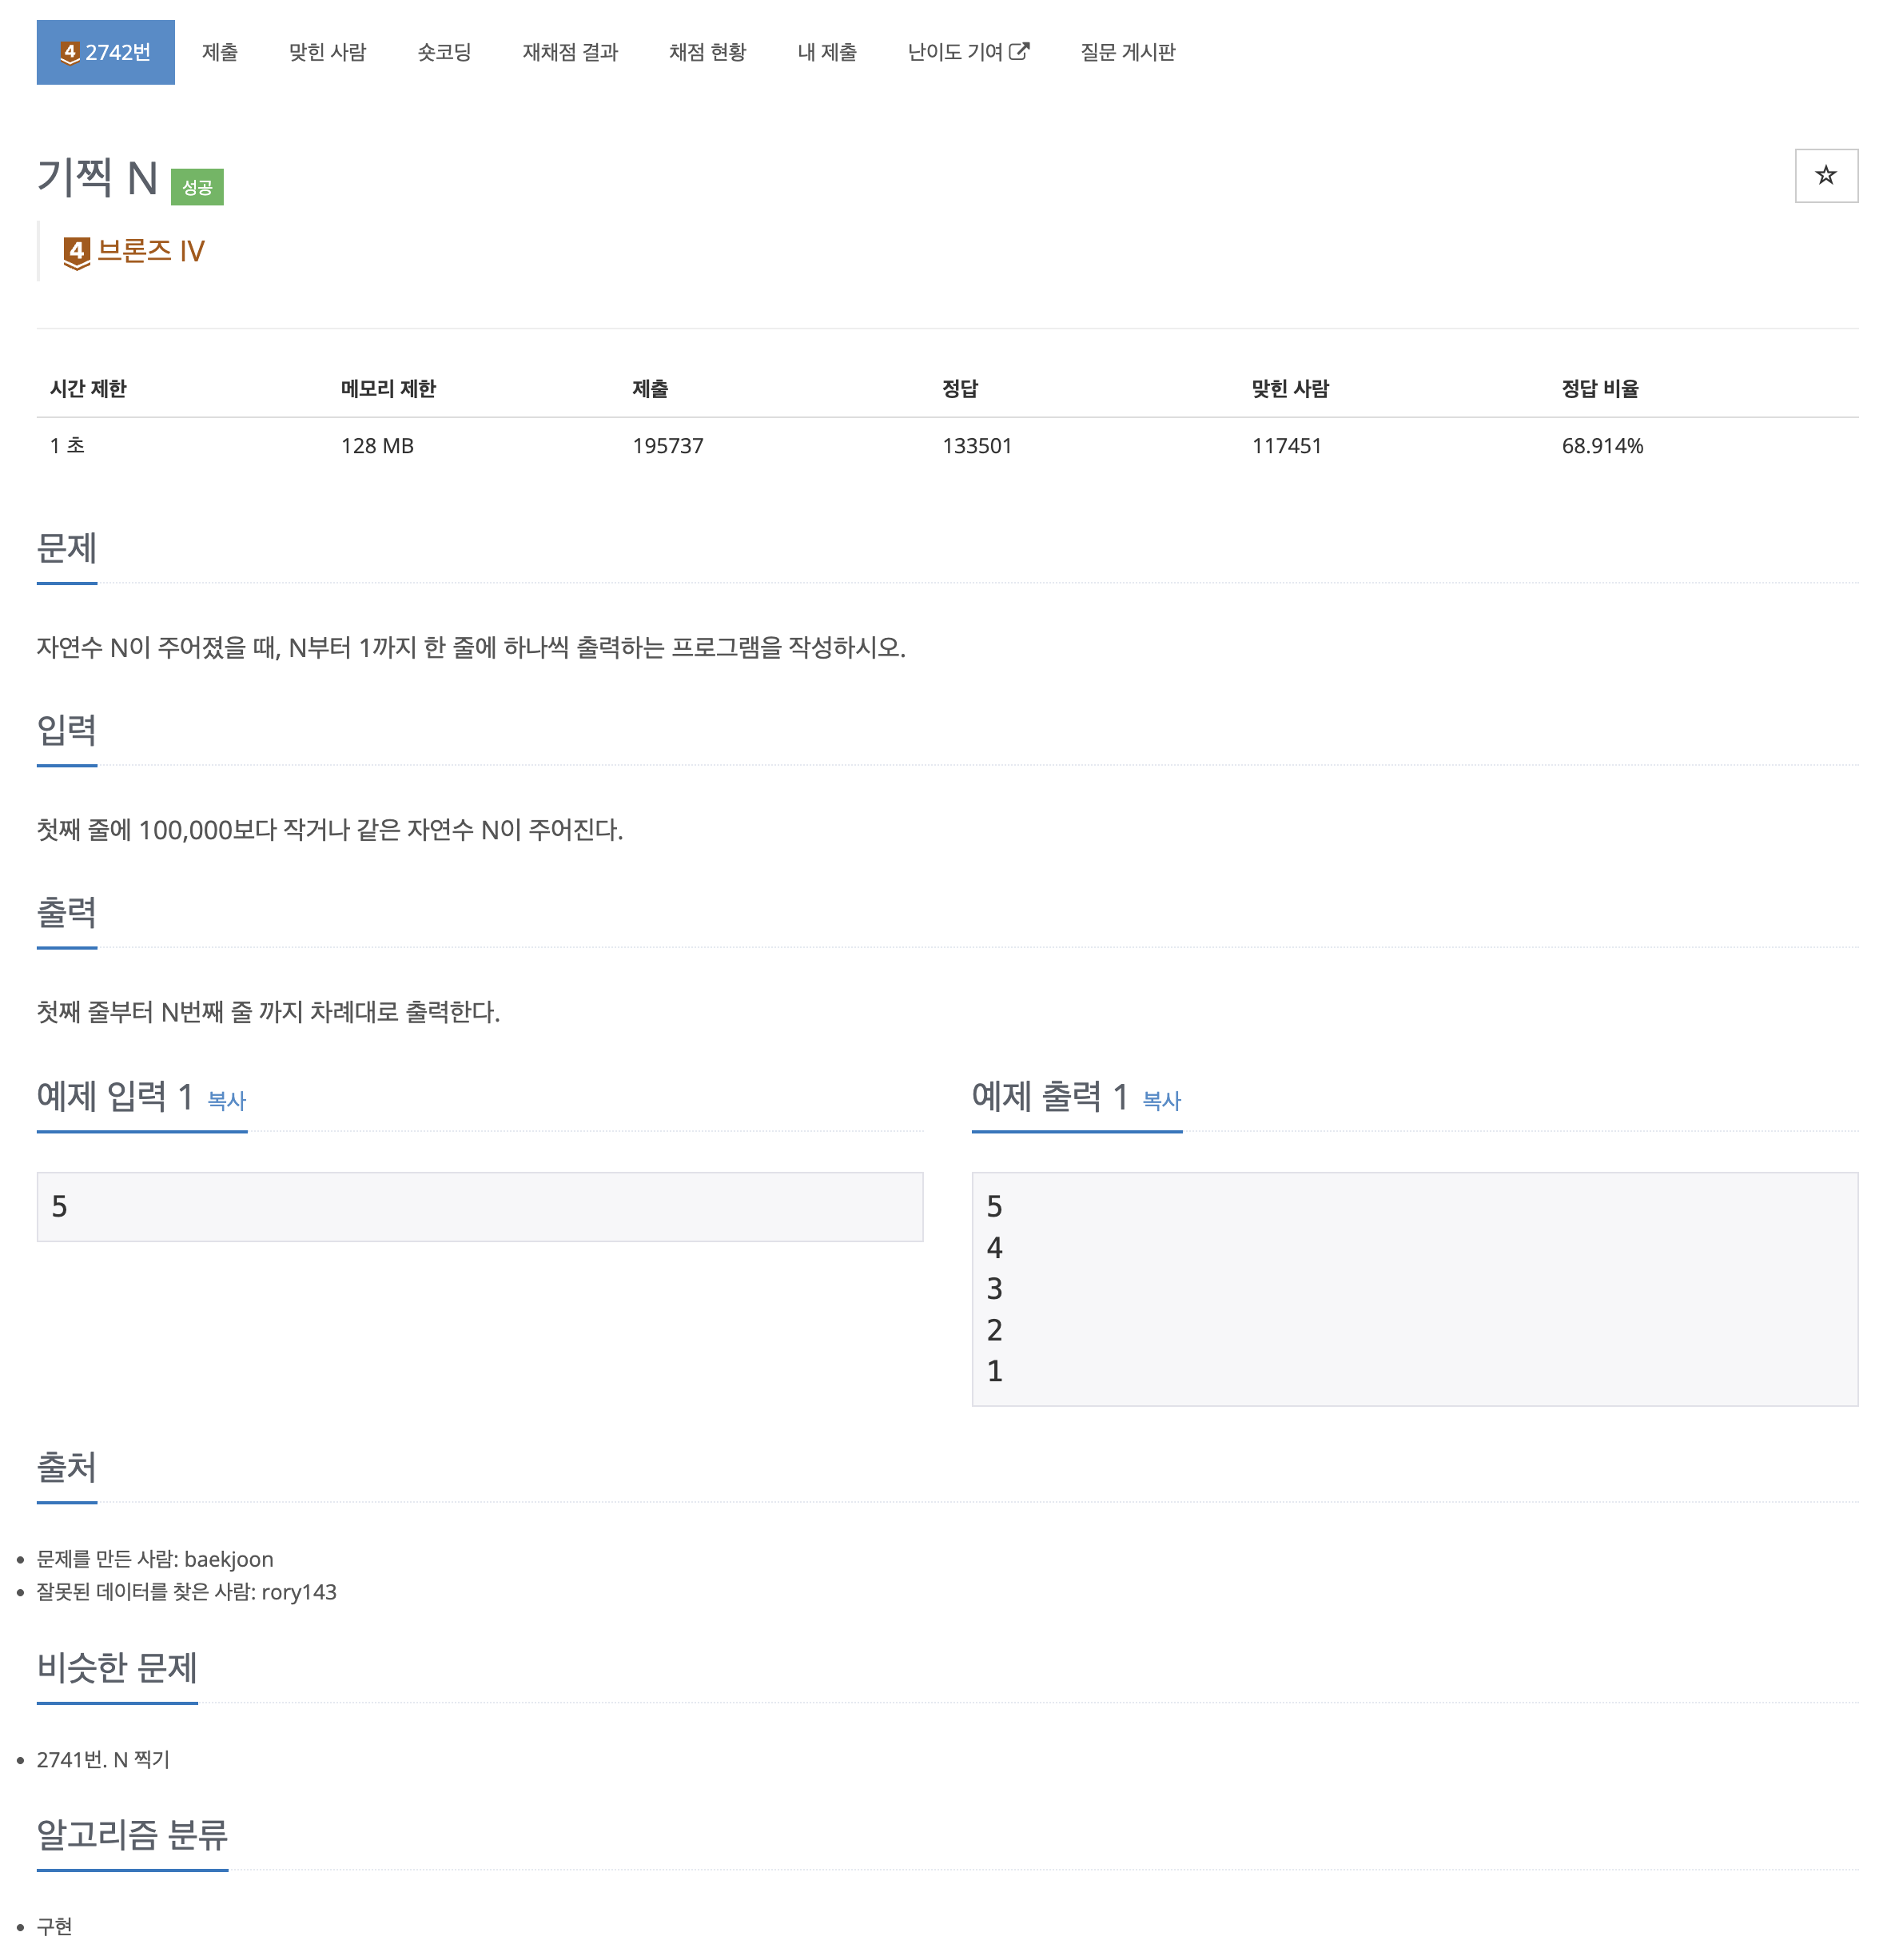 4 2742번 제출 맞힌 사람 숏코딩 재채점 결과 채점 현황 내 제출 난이도 기여 질문 게시판
기찍 N 성공
4 브론즈 IV
시간 제한 메모리 제한 제출 정답 맞힌 사람 정답 비율
1 초 128 MB 195737 133501 117451 68.914%
문제
자연수 N이 주어졌을 때, N부터 1까지 한 줄에 하나씩 출력하는 프로그램을 작성하시오.
입력
첫째 줄에 100,000보다 작거나 같은 자연수 N이 주어진다.
출력
첫째 줄부터 N번째 줄 까지 차례대로 출력한다.
예제 입력 1 복사
5
예제 출력 1 복사
5
4
3
2
1
출처
문제를 만든 사람: baekjoon
잘못된 데이터를 찾은 사람: rory143
비슷한 문제
2741번. N 찍기
알고리즘 분류
구현